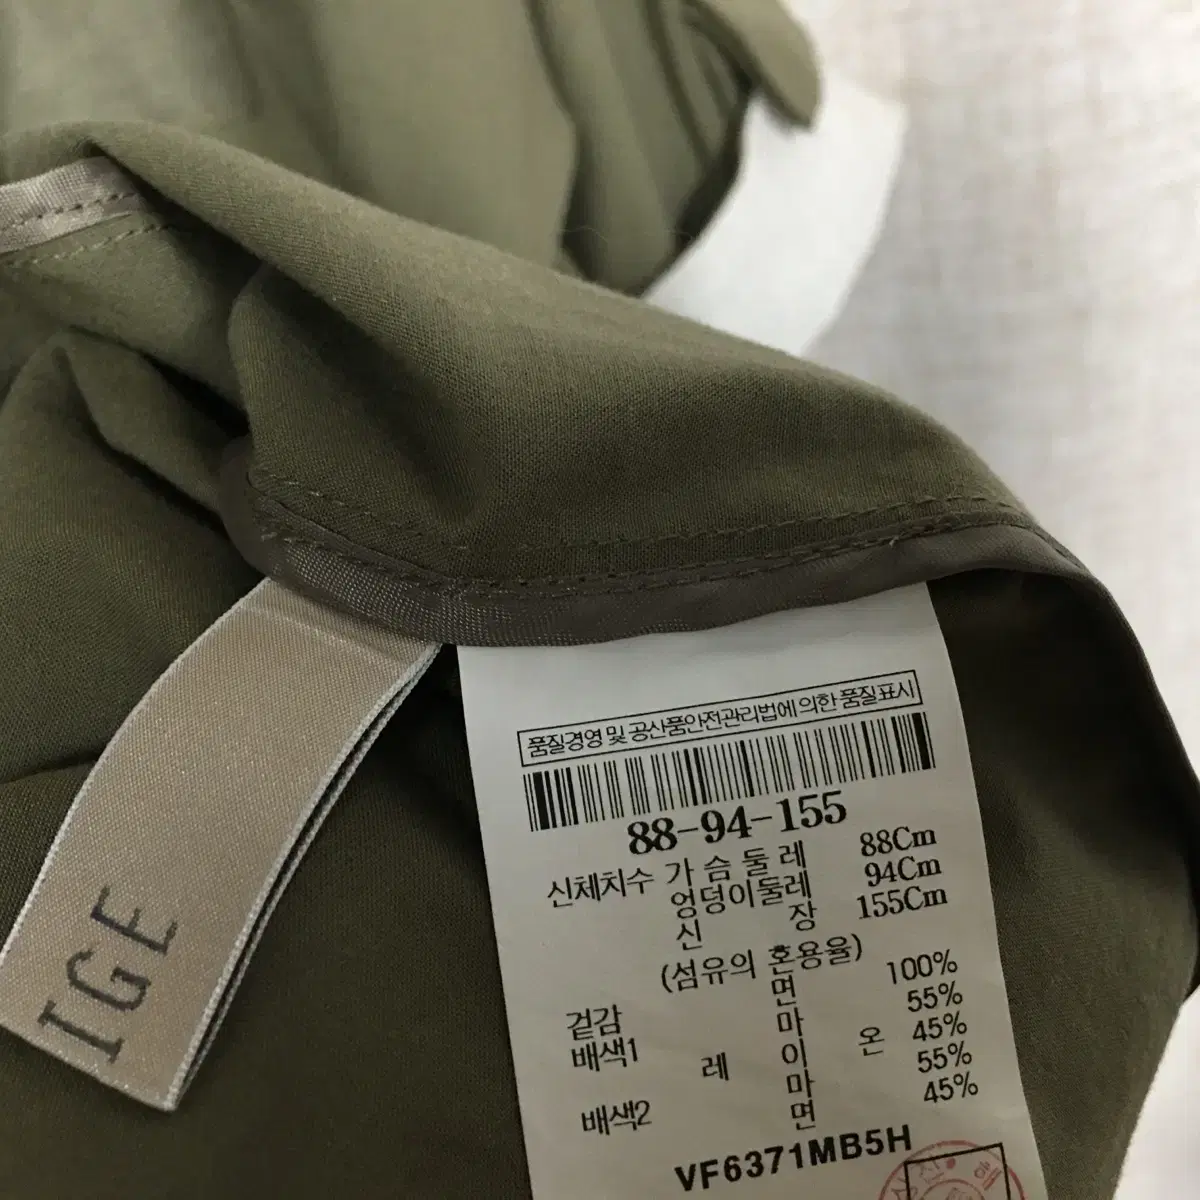 IGE
품질경영 및 공산품안전관리법에 의한 품질표시
88-94-155
신체치수 가슴둘레 88Cm
엉덩이둘레 94Cm
신장 155Cm
(섬유의 혼용율)
겉감 면 100%
배색1 마 55%
레이온 45%
배색2 마 55%
면 45%
VF6371MB5H